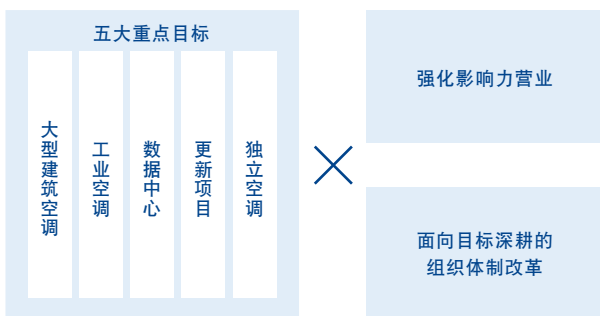 五大重点目标
大型建筑空调
工业空调
数据中心
更新项目
独立空调
强化影响力营业
面向目标深耕的
组织体制改革